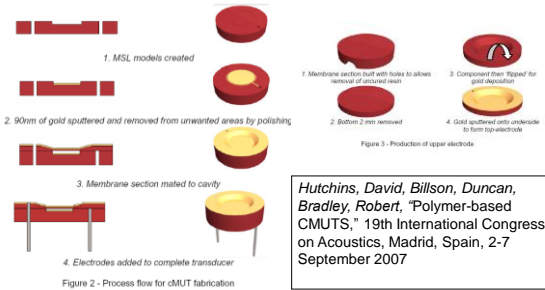 1. MSL models created
2. 90nm of gold sputtered and removed from unwanted areas by polishing
3. Membrane section mated to cavity
4. Electrodes added to complete transducer
Figure 2 - Process flow for cMUT fabrication
1. Membrane section built with holes to allows
removal of uncured resin
3. Component then 'flipped' for
gold deposition
2. Bottom 2 mm removed
4. Gold sputtered onto underside
to form top-electrode
Figure 3 - Production of upper electrode
Hutchins, David, Billson, Duncan,
Bradley, Robert, "Polymer-based
CMUTS," 19th International Congress
on Acoustics, Madrid, Spain, 2-7
September 2007